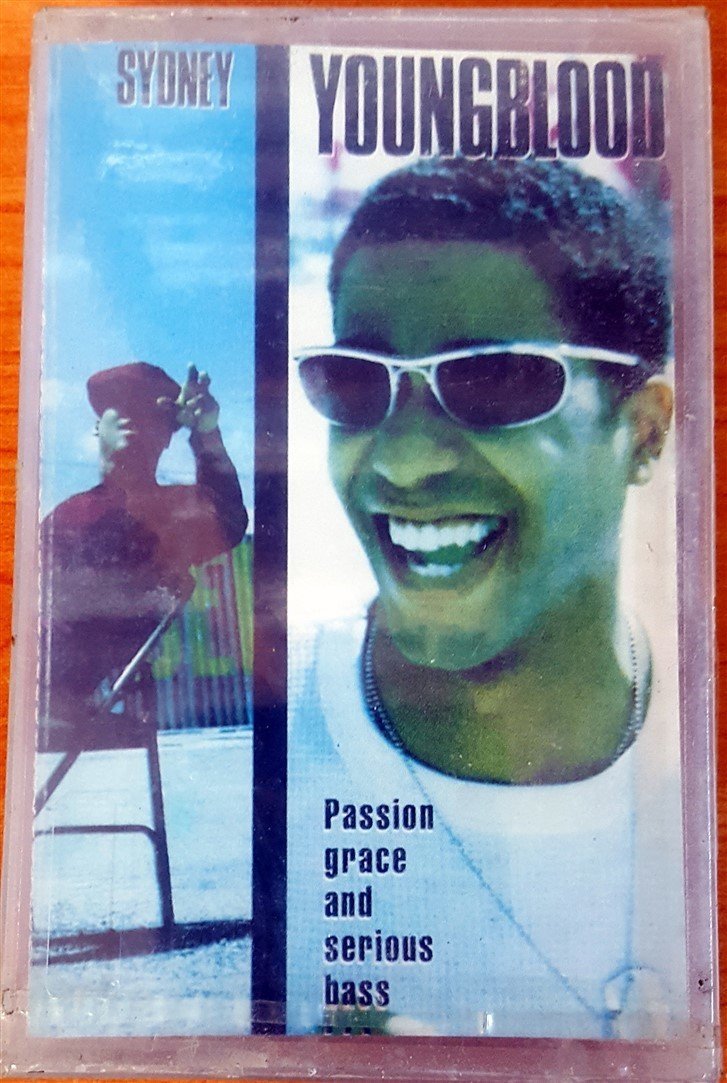 SYDNEY YOUNGBLOOD
Passion
grace
and
serious
bass
...